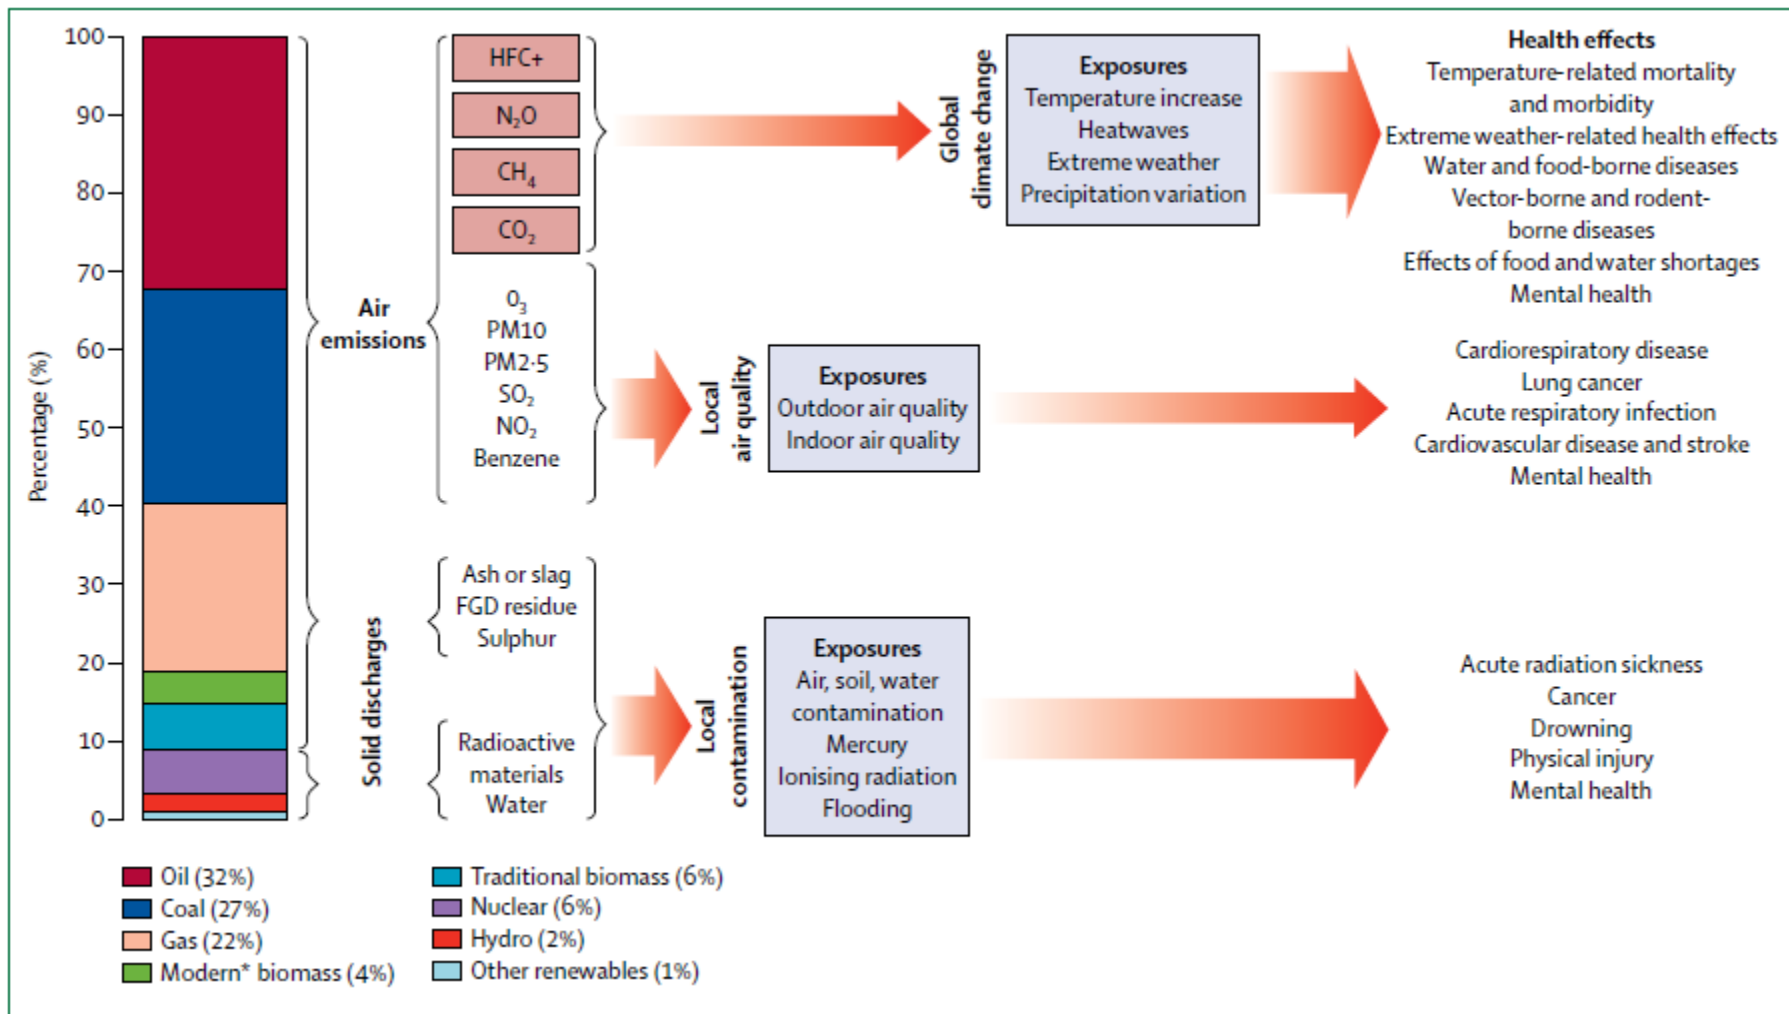 100
90
80
70
60
50
40
30
20
10
0
Percentage (%)
Air
emissions
Solid discharges
HFC+
N₂O
CH₄
CO₂
O₃
PM10
PM2·5
SO₂
NO₂
Benzene
Ash or slag
FGD residue
Sulphur
Radioactive
materials
Water
Global
dimate change
Local
air quality
Local
contamination
Exposures
Temperature increase
Heatwaves
Extreme weather
Precipitation variation
Exposures
Outdoor air quality
Indoor air quality
Exposures
Air, soil, water
contamination
Mercury
Ionising radiation
Flooding
Health effects
Temperature-related mortality
and morbidity
Extreme weather-related health effects
Water and food-borne diseases
Vector-borne and rodent-
borne diseases
Effects of food and water shortages
Mental health
Cardiorespiratory disease
Lung cancer
Acute respiratory infection
Cardiovascular disease and stroke
Mental health
Acute radiation sickness
Cancer
Drowning
Physical injury
Mental health
Oil (32%)
Coal (27%)
Gas (22%)
Modern* biomass (4%)
Traditional biomass (6%)
Nuclear (6%)
Hydro (2%)
Other renewables (1%)